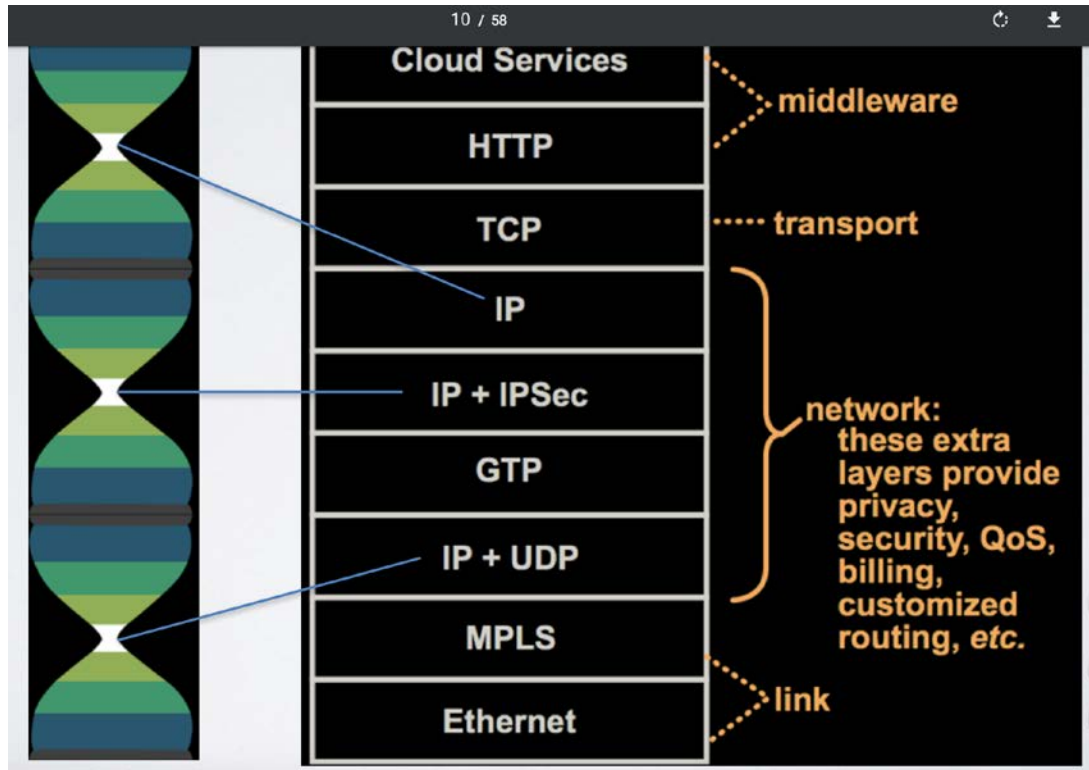 10 / 58
Cloud Services
middleware
HTTP
TCP
transport
IP
IP + IPSec
network:
these extra
layers provide
privacy,
security, QoS,
billing,
customized
routing, etc.
GTP
IP + UDP
MPLS
link
Ethernet